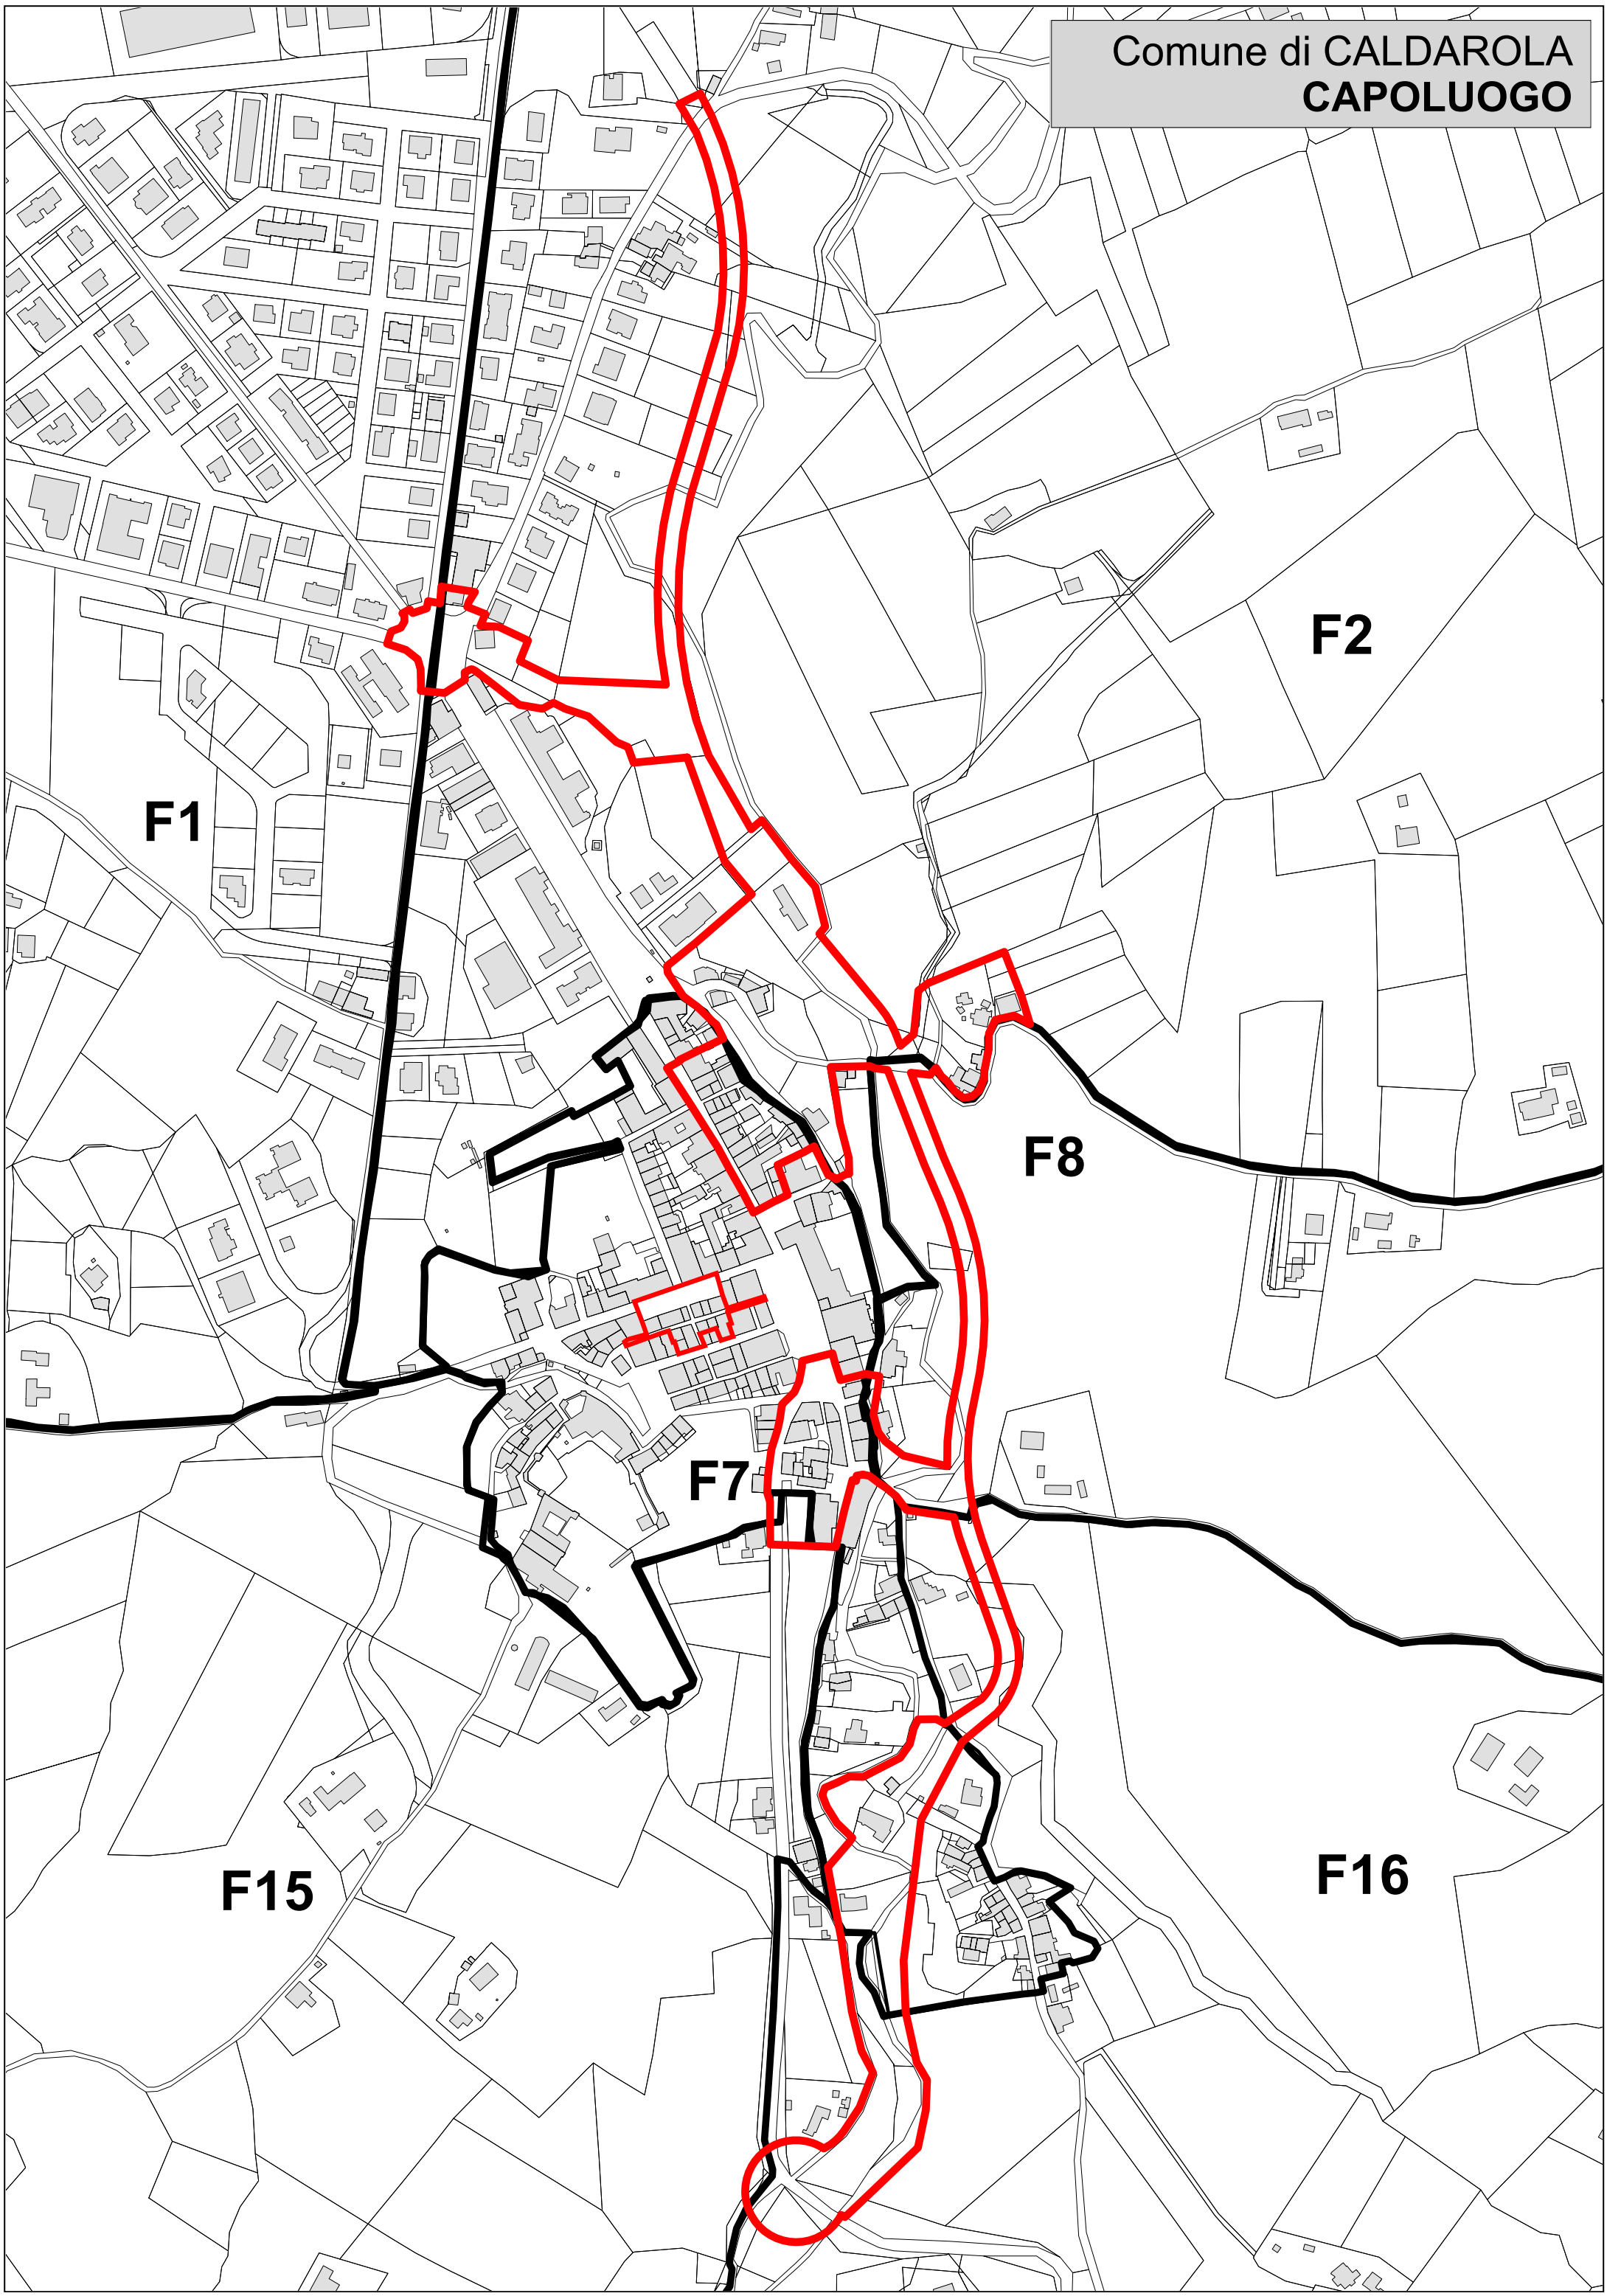 Comune di CALDAROLA
CAPOLUOGO
F2
F1
F8
F7
F15
F16